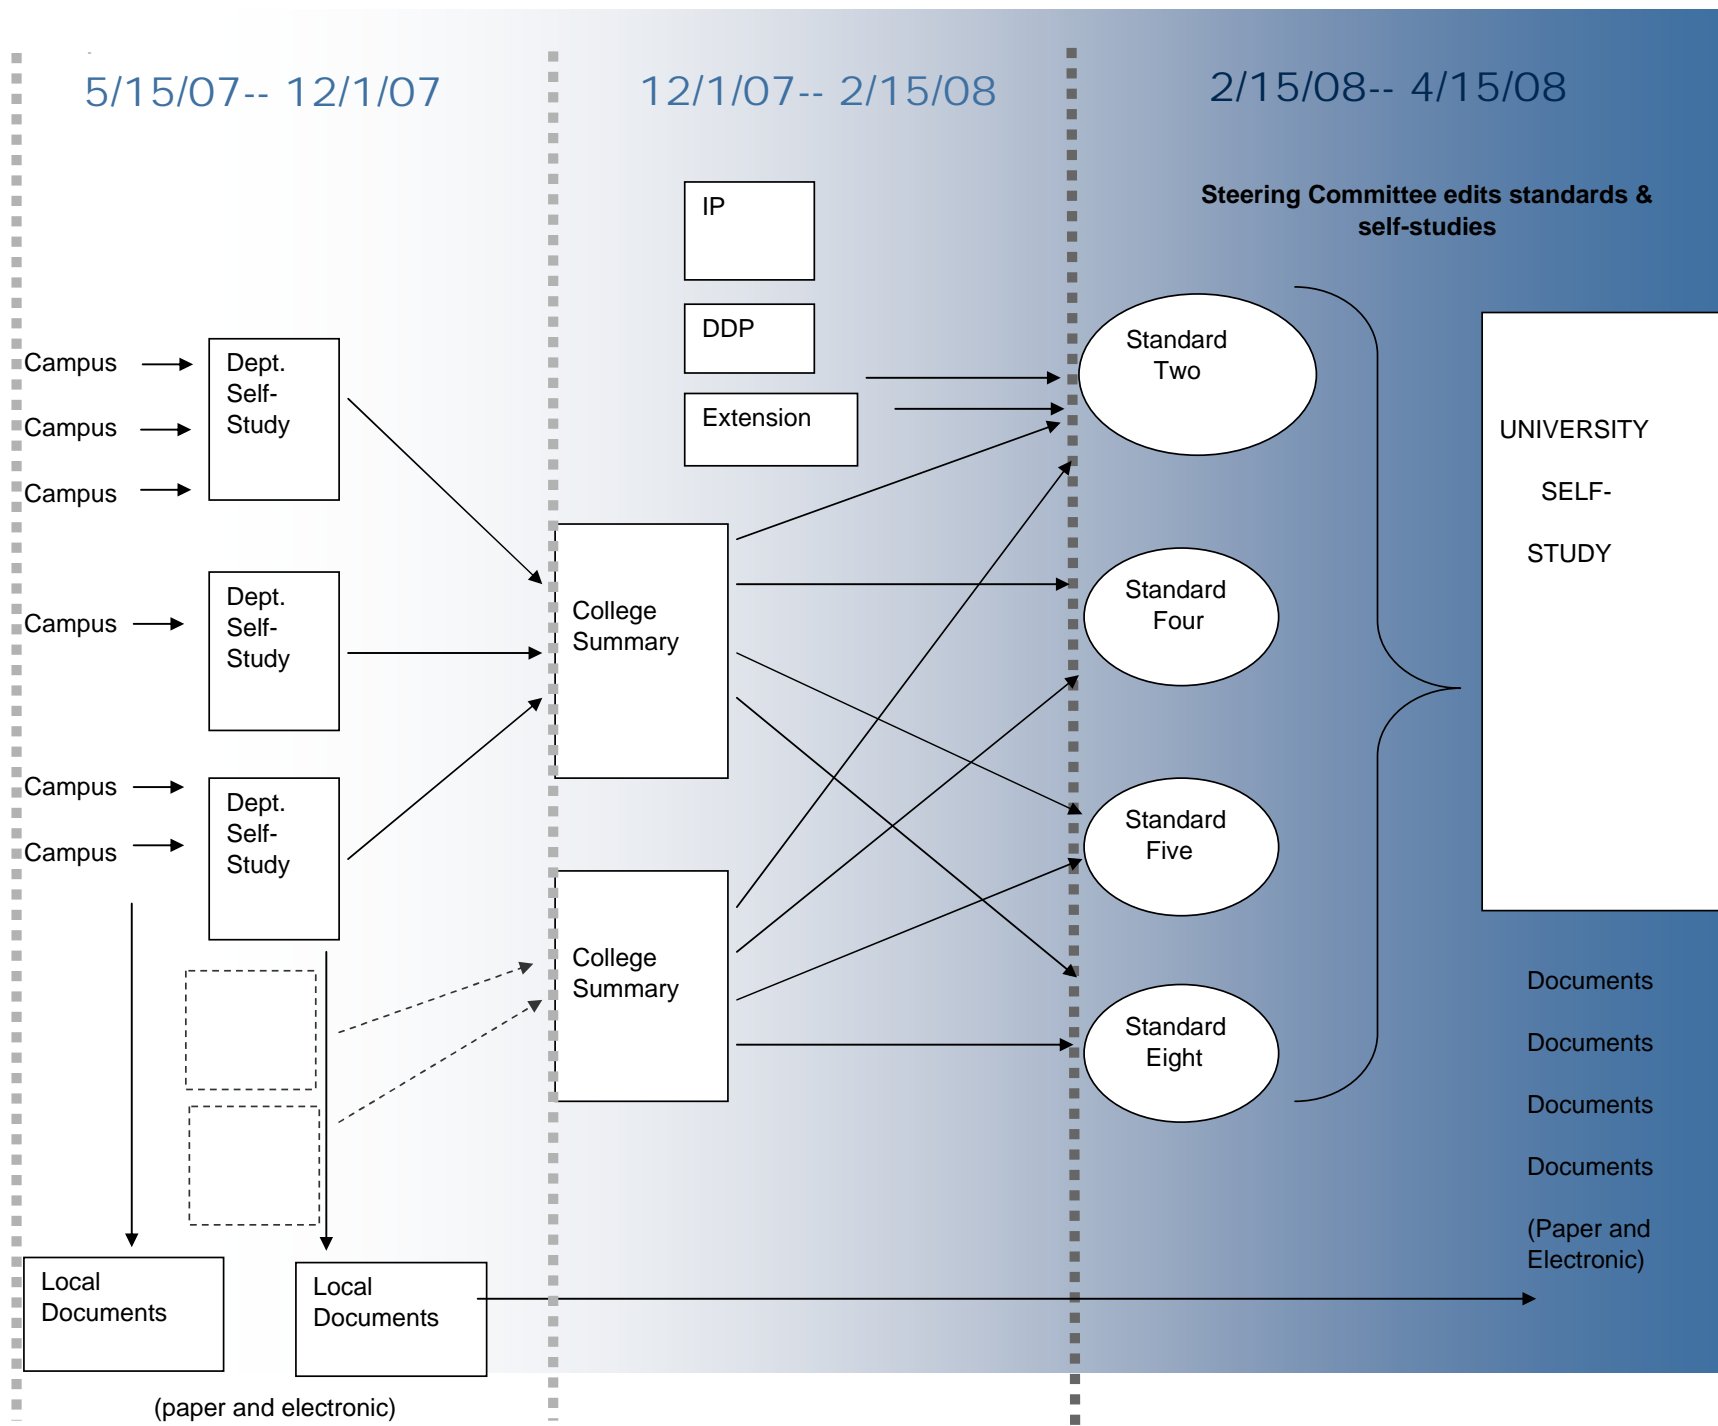 5/15/07-- 12/1/07
12/1/07-- 2/15/08
2/15/08-- 4/15/08
Steering Committee edits standards &
self-studies
Campus
Campus
Campus
Dept.
Self-
Study
Campus
Dept.
Self-
Study
Campus
Campus
Dept.
Self-
Study
Local
Documents
Local
Documents
(paper and electronic)
IP
DDP
Extension
College
Summary
College
Summary
Standard
Two
Standard
Four
Standard
Five
Standard
Eight
UNIVERSITY
SELF-
STUDY
Documents
Documents
Documents
Documents
(Paper and
Electronic)